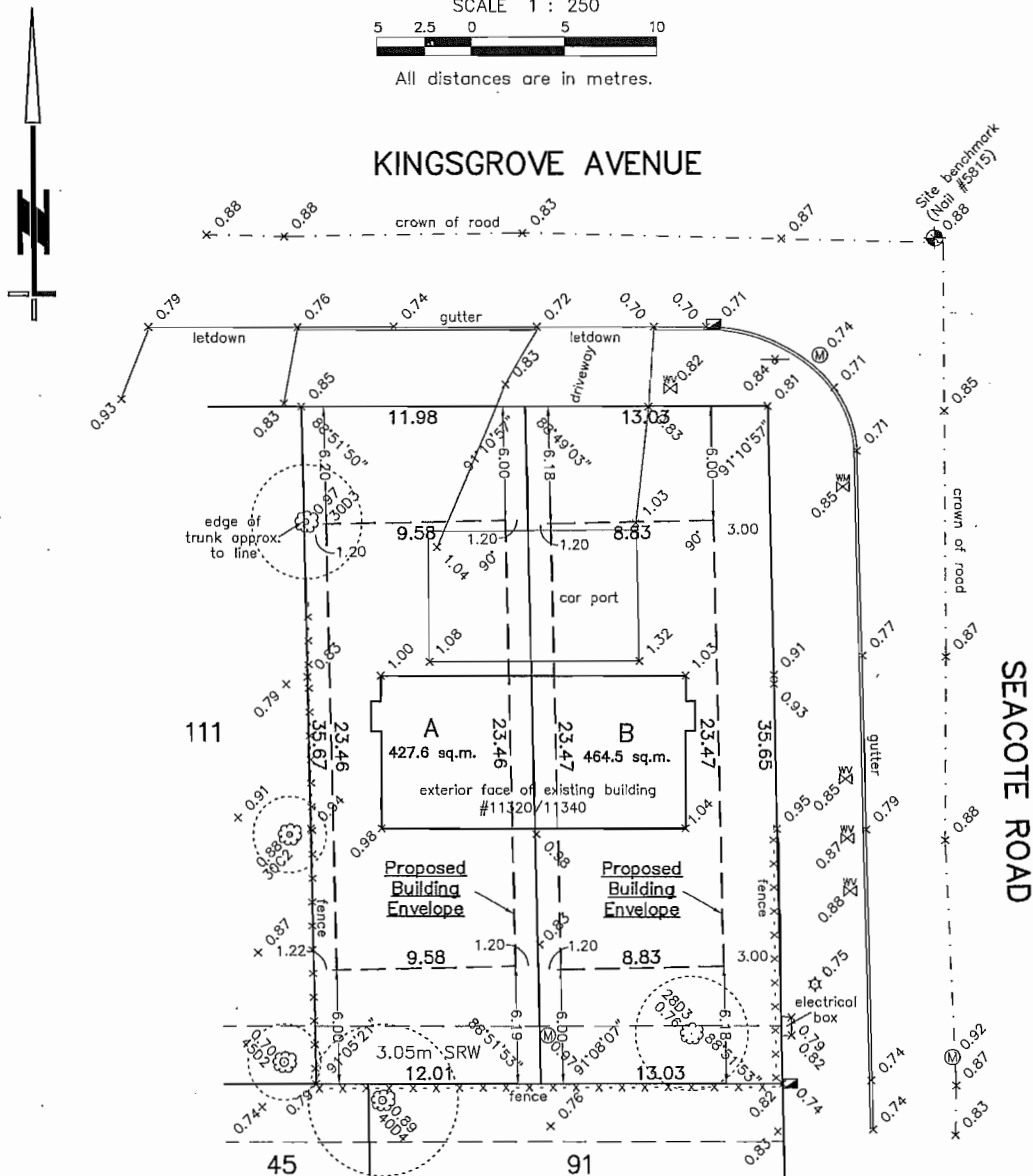 SCALE 1 : 250
5 2.5 0 5 10
All distances are in metres.
KINGSGROVE AVENUE
Site benchmark
(Nail #5815)
0.88
0.88
0.88
crown of road
0.83
0.87
0.79
0.76
0.74
gutter
0.72
0.70
0.70
0.71
letdown
letdown
0.74
0.83
driveway
0.82
0.84
0.71
0.93
0.83
0.85
0.81
0.85
11.98
13.03
0.83
88°51'50"
91°10'57"
88°49'03"
91°10'57"
0.71
6.20
6.00
6.18
6.00
WM
0.85
crown of road
edge of
trunk approx.
to line
0.97
30D3
1.20
9.58
1.20
1.20
8.83
1.03
3.00
90°
1.04
90°
car port
1.00
1.08
1.32
1.03
0.91
0.77
0.87
0.83
0.79
0.93
SEACOTE ROAD
111
35.67
23.46
A
427.6 sq.m.
23.46
23.47
B
464.5 sq.m.
23.47
35.65
gutter
exterior face of existing building
#11320/11340
WV
0.85
0.91
0.94
0.98
0.98
1.04
0.95
0.79
0.88
0.88
30C2
WV
0.87
Proposed
Building
Envelope
Proposed
Building
Envelope
fence
WV
0.88
fence
0.87
0.83
1.22
9.58
1.20
1.20
8.83
3.00
0.75
electrical
box
28D3
0.76
6.00
91°05'21"
88°51'53"
6.19
6.00
91°08'07"
6.18
88°51'53"
0.79
0.82
M
0.97
0.92
M
0.70
45D2
3.05m SRW
12.01
13.03
0.87
0.74
0.74
0.79
fence
0.82
0.74
0.89
40D4
0.76
0.74
0.83
0.83
45
91